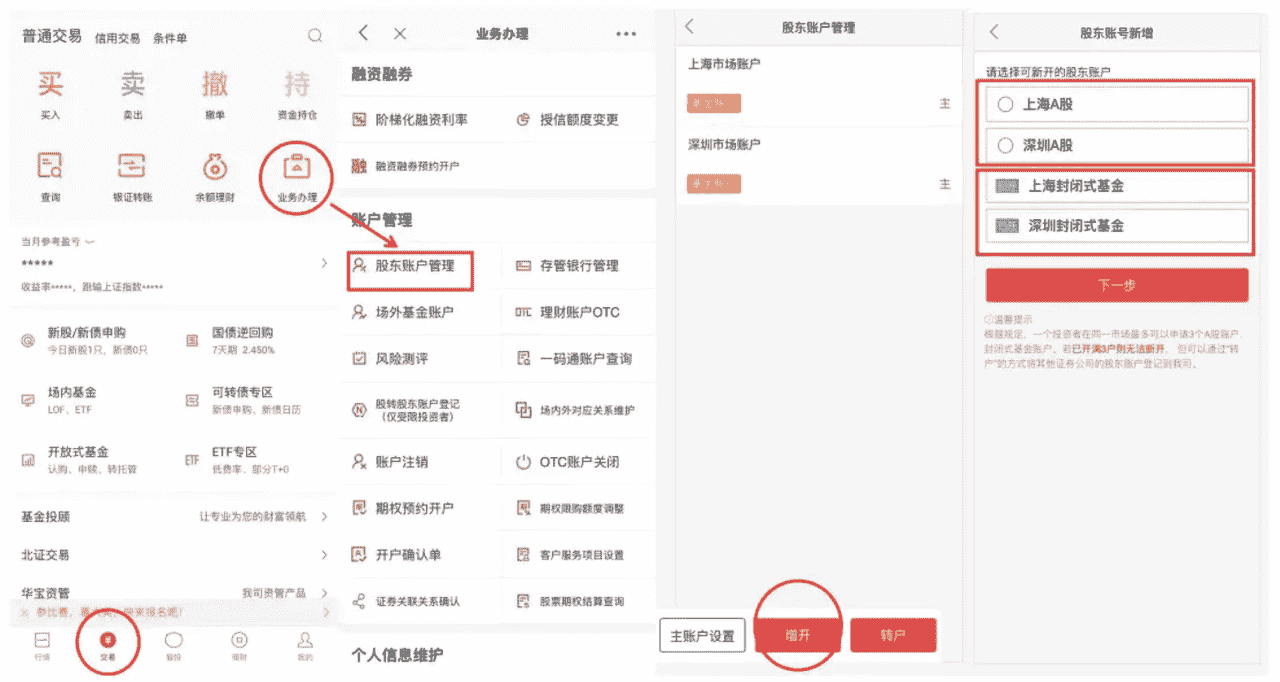 普通交易 信用交易 条件单
买 卖 撤 持
买入 卖出 撤单 资金持仓
查询 银证转账 余额理财 业务办理
当月参考盈亏
*****
收益率*****，跑输上证指数*****
新股/新债申购
今日新股1只、新债0只
国债逆回购
7天期 2.450%
场内基金
LOF、ETF
可转债专区
新债申购、新债日历
开放式基金
认购、申赎、转托管
ETF
ETF专区
低费率、部分T+0
基金投顾 让专业为您的财富领航
北证交易
华宝资管 我司资管产品
行情 交易 理财 我的
业务办理
融资融券
阶梯化融资利率 授信额度变更
融资融券预约开户
账户管理
股东账户管理 存管银行管理
场外基金账户 OTC 理财账户OTC
风险测评 一码通账户查询
股转股东账户登记
（仅受限投资者）
场内外对应关系维护
账户注销 OTC账户关闭
期权预约开户 期权限购额度调整
开户确认单 客户服务项目设置
证券关联关系确认 股票期权结算查询
个人信息维护
股东账户管理
上海市场账户
主
深圳市场账户
主
主账户设置 增开 转户
股东账号新增
请选择可新开的股东账户
上海A股
深圳A股
上海封闭式基金
深圳封闭式基金
下一步
温馨提示
根据规定，一个投资者在同一市场最多可以申请3个A股账户、
封闭式基金账户。若已开满3户则无法新开，但可以通过“转
户”的方式将其他证券公司的股东账户登记到我司。